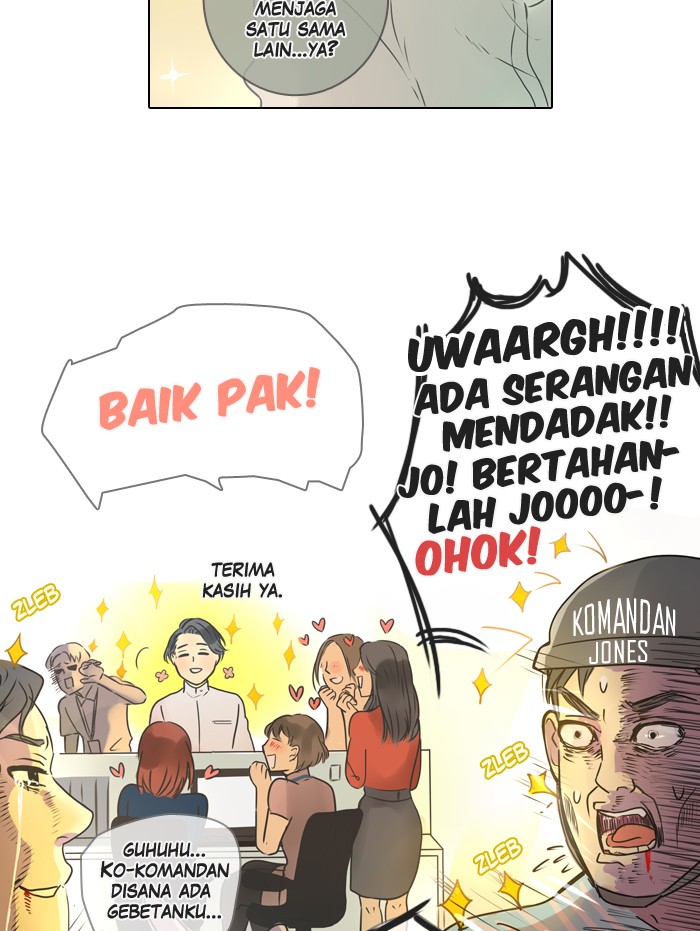 MENJAGA
SATU SAMA
LAIN...YA?
UWAARGH!!!!
ADA SERANGAN
MENDADAK!!
JO! BERTAHAN-
LAH JOOOO-!
OHOK!
BAIK PAK!
TERIMA
KASIH YA.
ZLEB
KOMANDAN
JONES
ZLEB
ZLEB
GUHUHU...
KO-KOMANDAN
DISANA ADA
GEBETANKU...